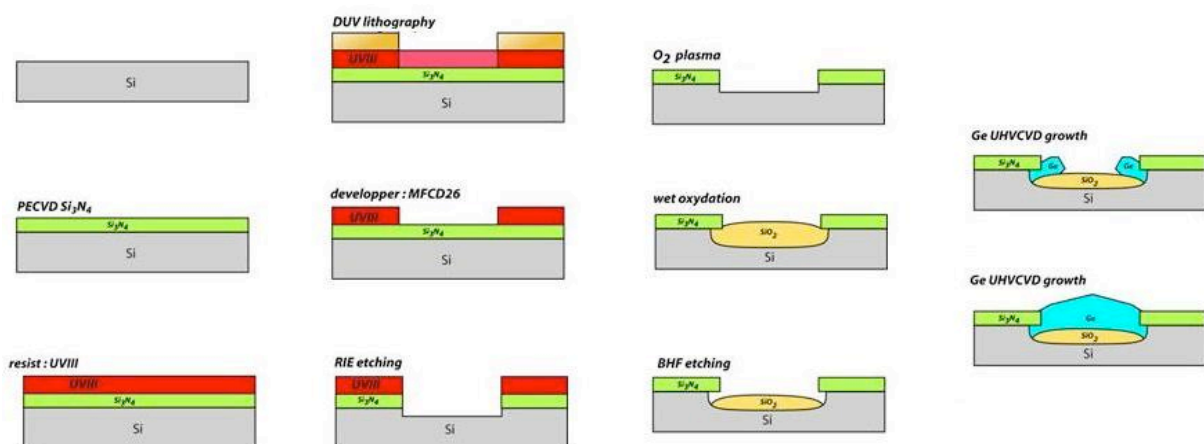 Si
PECVD Si₃N₄
Si₃N₄
Si
resist : UVIII
UVIII
Si₃N₄
Si
DUV lithography
UVIII
Si₃N₄
Si
developper : MFCD26
UVIII
Si₃N₄
Si
RIE etching
UVIII
Si₃N₄
Si
O₂ plasma
Si₃N₄
wet oxydation
Si₃N₄
SiO₂
Si
BHF etching
Si₃N₄
SiO₂
Si
Ge UHVCVD growth
Si₃N₄
Ge
Ge
SiO₂
Si
Ge UHVCVD growth
Si₃N₄
Ge
SiO₂
Si